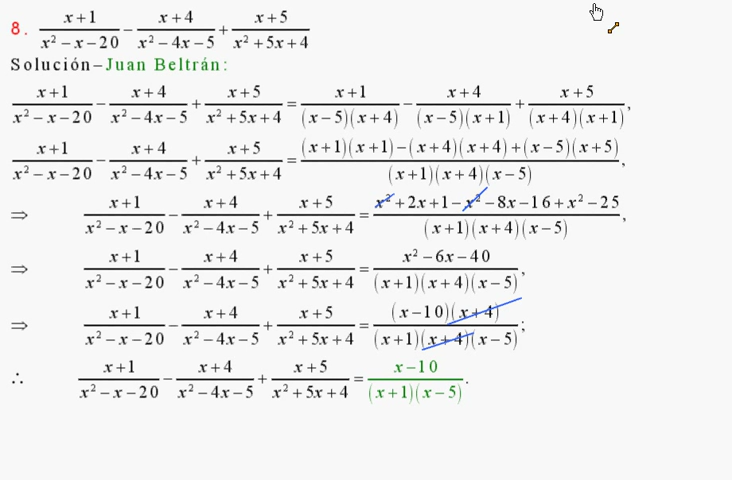 8. (x+1)/(x²−x−20) − (x+4)/(x²−4x−5) + (x+5)/(x²+5x+4)
Solución–Juan Beltrán:
(x+1)/(x²−x−20) − (x+4)/(x²−4x−5) + (x+5)/(x²+5x+4) = (x+1)/((x−5)(x+4)) − (x+4)/((x−5)(x+1)) + (x+5)/((x+4)(x+1)),
(x+1)/(x²−x−20) − (x+4)/(x²−4x−5) + (x+5)/(x²+5x+4) = ((x+1)(x+1)−(x+4)(x+4)+(x−5)(x+5))/((x+1)(x+4)(x−5)),
⇒ (x+1)/(x²−x−20) − (x+4)/(x²−4x−5) + (x+5)/(x²+5x+4) = (x²+2x+1−x²−8x−16+x²−25)/((x+1)(x+4)(x−5)),
⇒ (x+1)/(x²−x−20) − (x+4)/(x²−4x−5) + (x+5)/(x²+5x+4) = (x²−6x−40)/((x+1)(x+4)(x−5)),
⇒ (x+1)/(x²−x−20) − (x+4)/(x²−4x−5) + (x+5)/(x²+5x+4) = ((x−10)(x+4))/((x+1)(x+4)(x−5));
∴ (x+1)/(x²−x−20) − (x+4)/(x²−4x−5) + (x+5)/(x²+5x+4) = (x−10)/((x+1)(x−5)).